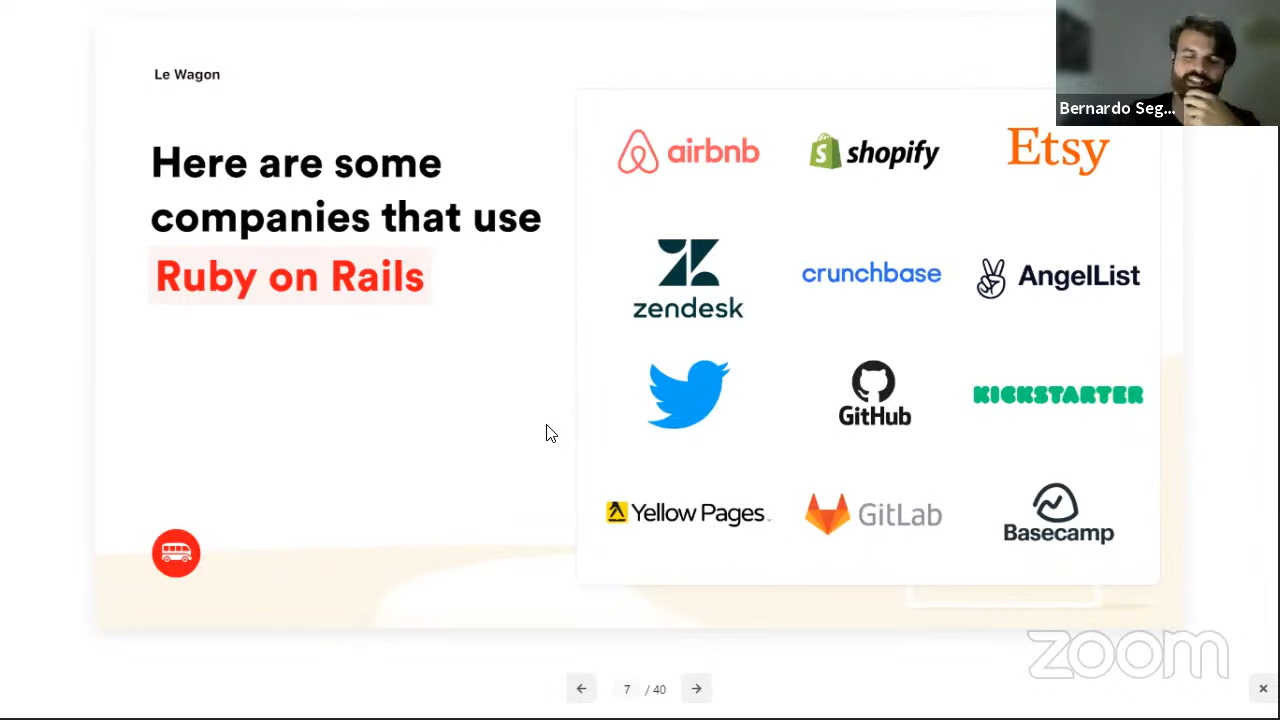 Le Wagon
Bernardo Seg...
Here are some
companies that use
Ruby on Rails
airbnb
shopify
Etsy
zendesk
crunchbase
AngelList
GitHub
KICKSTARTER
Yellow Pages
GitLab
Basecamp
zoom
7 / 40